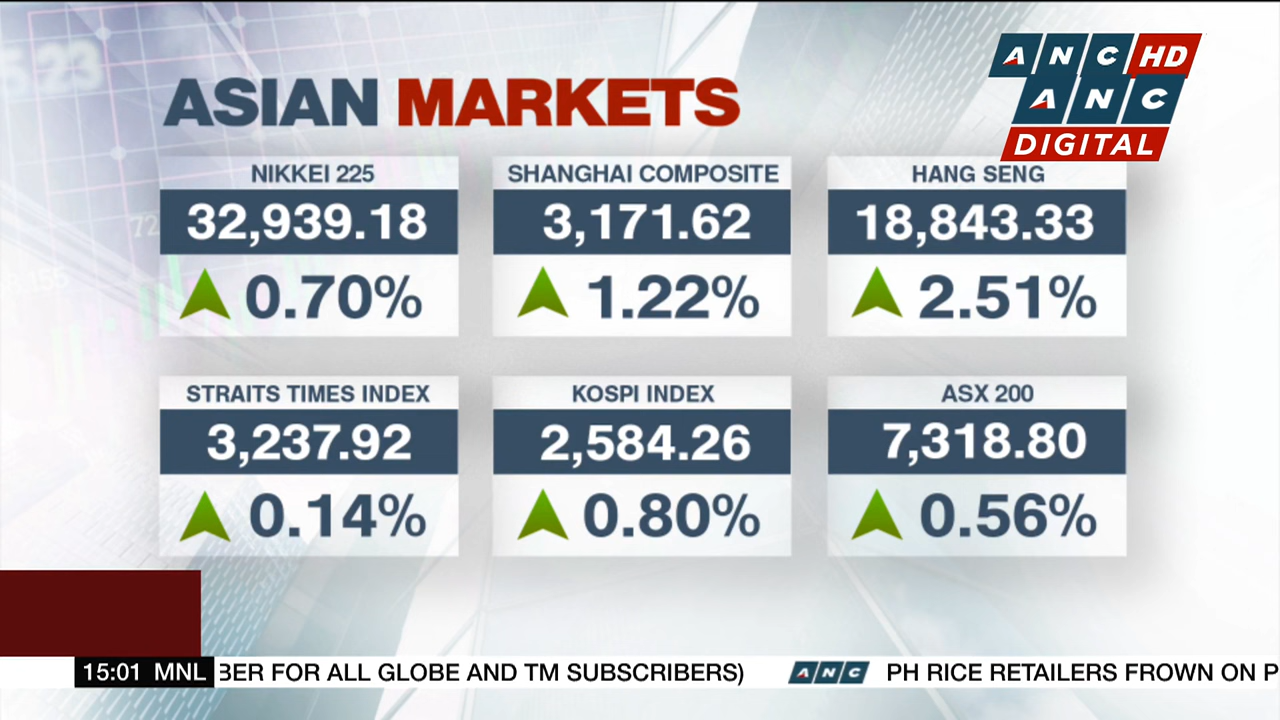 ANC HD
ANC
DIGITAL
ASIAN MARKETS
NIKKEI 225
32,939.18
0.70%
SHANGHAI COMPOSITE
3,171.62
1.22%
HANG SENG
18,843.33
2.51%
STRAITS TIMES INDEX
3,237.92
0.14%
KOSPI INDEX
2,584.26
0.80%
ASX 200
7,318.80
0.56%
15:01 MNL BER FOR ALL GLOBE AND TM SUBSCRIBERS) ANC PH RICE RETAILERS FROWN ON P